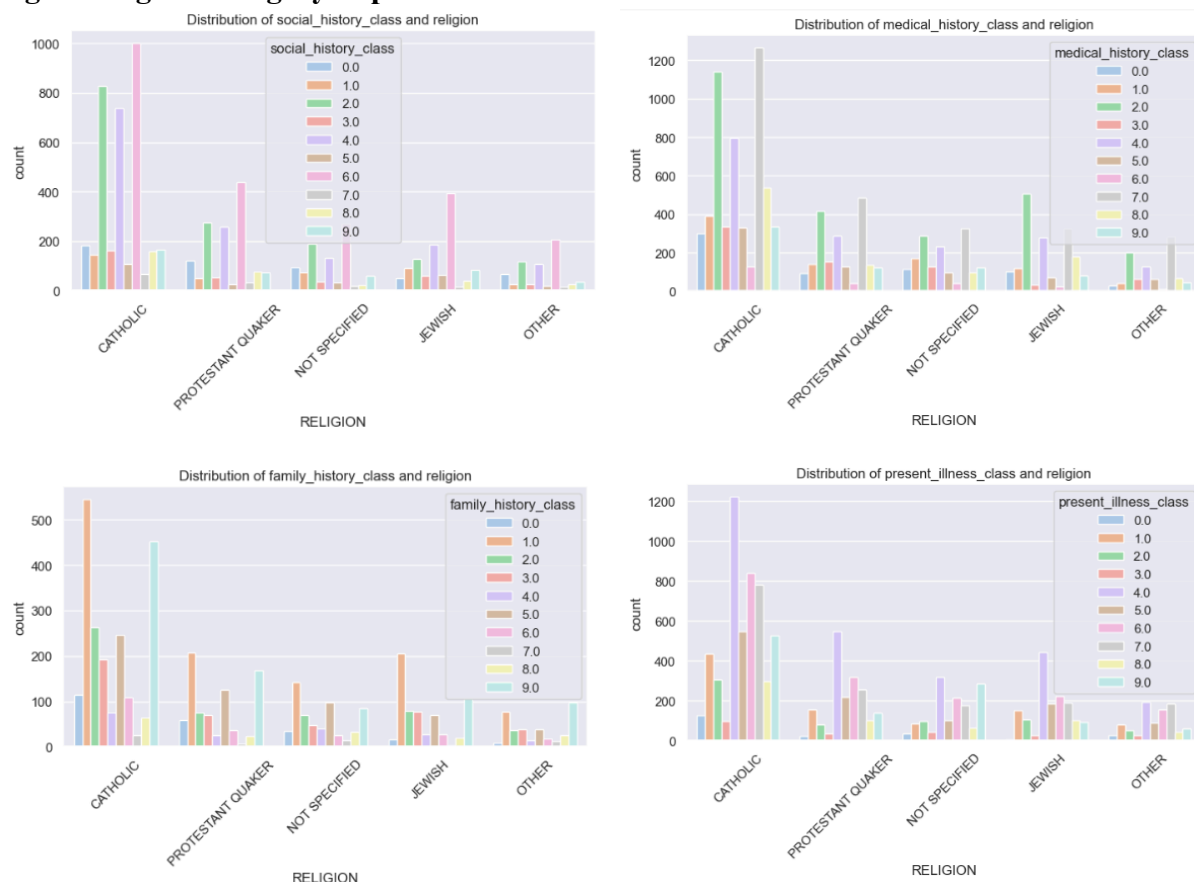 Distribution of social_history_class and religion
1000
800
600
400
200
0
count
social_history_class
0.0
1.0
2.0
3.0
4.0
5.0
6.0
7.0
8.0
9.0
CATHOLIC
PROTESTANT QUAKER
NOT SPECIFIED
JEWISH
OTHER
RELIGION
Distribution of medical_history_class and religion
1200
1000
800
600
400
200
0
count
medical_history_class
0.0
1.0
2.0
3.0
4.0
5.0
6.0
7.0
8.0
9.0
CATHOLIC
PROTESTANT QUAKER
NOT SPECIFIED
JEWISH
OTHER
RELIGION
Distribution of family_history_class and religion
500
400
300
200
100
0
count
family_history_class
0.0
1.0
2.0
3.0
4.0
5.0
6.0
7.0
8.0
9.0
CATHOLIC
PROTESTANT QUAKER
NOT SPECIFIED
JEWISH
OTHER
RELIGION
Distribution of present_illness_class and religion
1200
1000
800
600
400
200
0
count
present_illness_class
0.0
1.0
2.0
3.0
4.0
5.0
6.0
7.0
8.0
9.0
CATHOLIC
PROTESTANT QUAKER
NOT SPECIFIED
JEWISH
OTHER
RELIGION